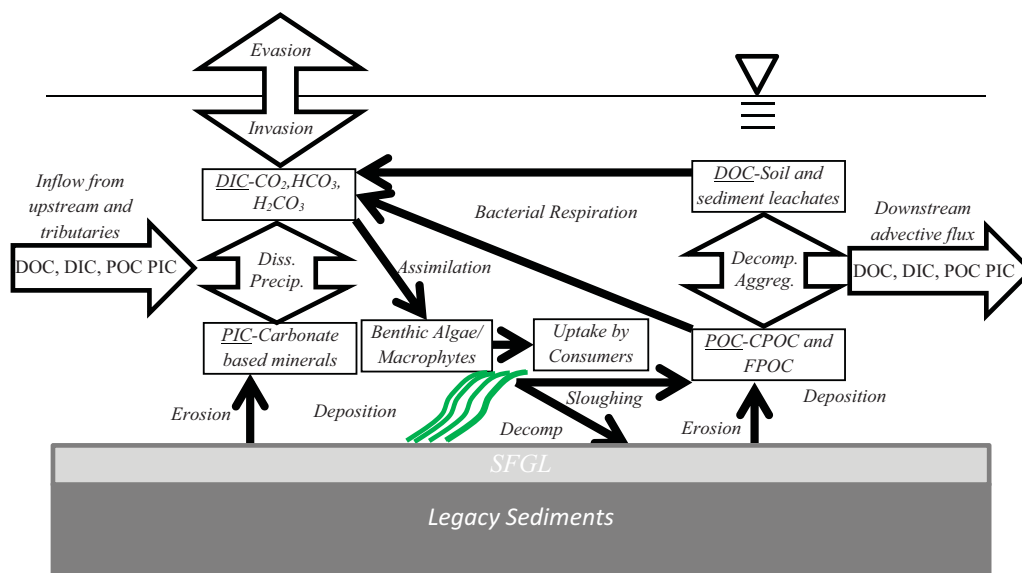 Evasion
Invasion
Inflow from
upstream and
tributaries
DOC, DIC, POC PIC
DIC-CO₂,HCO₃,
H₂CO₃
DOC-Soil and
sediment leachates
Bacterial Respiration
Downstream
advective flux
DOC, DIC, POC PIC
Diss.
Precip.
Assimilation
Decomp.
Aggreg.
PIC-Carbonate
based minerals
Benthic Algae/
Macrophytes
Uptake by
Consumers
POC-CPOC and
FPOC
Erosion
Deposition
Sloughing
Decomp
Erosion
Deposition
SFGL
Legacy Sediments